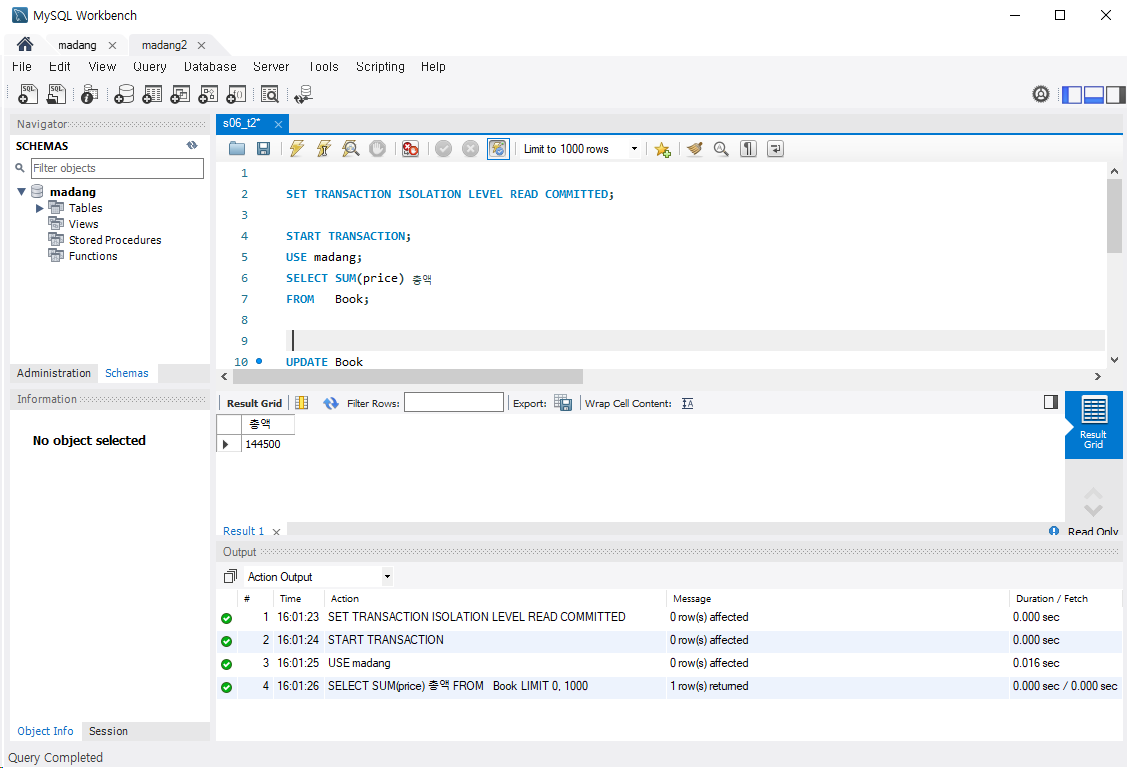 MySQL Workbench
madang madang2
File Edit View Query Database Server Tools Scripting Help
Navigator
SCHEMAS
Filter objects
madang
Tables
Views
Stored Procedures
Functions
Administration Schemas
Information
No object selected
Object Info Session
s06_t2*
Limit to 1000 rows
1
2 SET TRANSACTION ISOLATION LEVEL READ COMMITTED;
3
4 START TRANSACTION;
5 USE madang;
6 SELECT SUM(price) 총액
7 FROM Book;
8
9
10 UPDATE Book
Result Grid Filter Rows: Export: Wrap Cell Content:
총액
144500
Result Grid
Result 1 Read Only
Output
Action Output
# Time Action Message Duration / Fetch
1 16:01:23 SET TRANSACTION ISOLATION LEVEL READ COMMITTED 0 row(s) affected 0.000 sec
2 16:01:24 START TRANSACTION 0 row(s) affected 0.000 sec
3 16:01:25 USE madang 0 row(s) affected 0.016 sec
4 16:01:26 SELECT SUM(price) 총액 FROM Book LIMIT 0, 1000 1 row(s) returned 0.000 sec / 0.000 sec
Query Completed